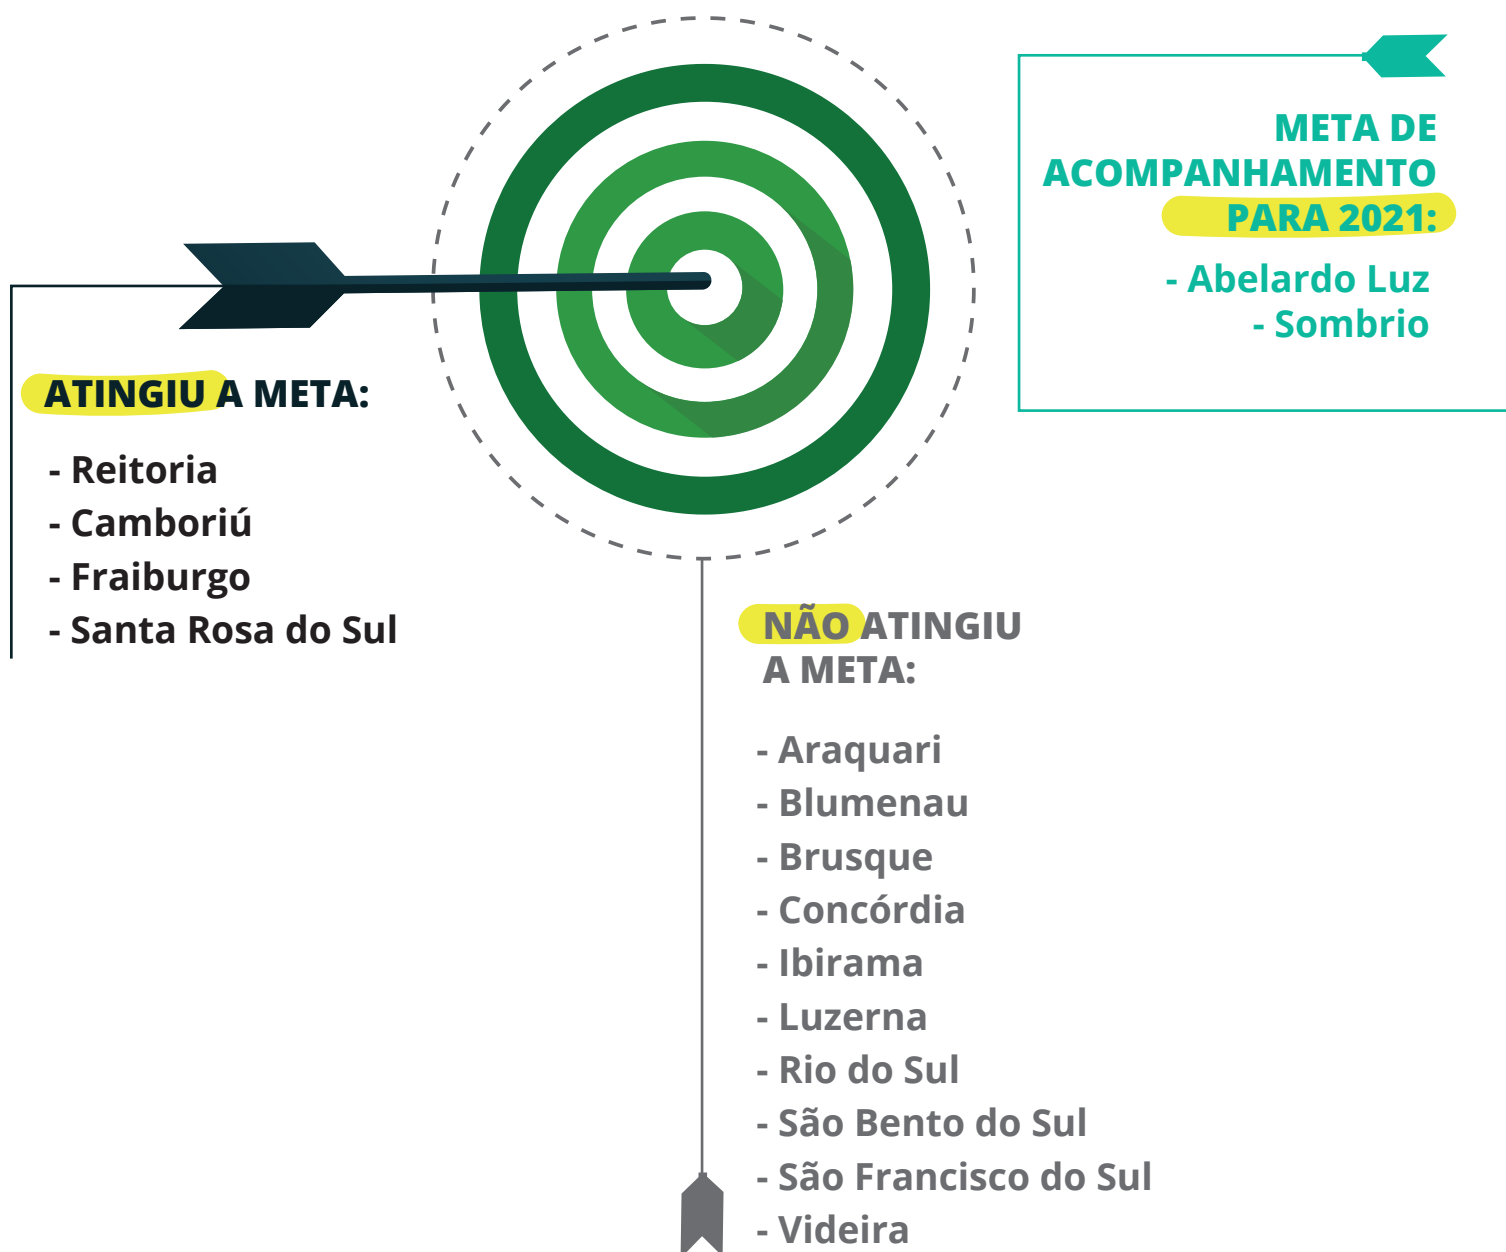 META DE
ACOMPANHAMENTO
PARA 2021:
- Abelardo Luz
- Sombrio
ATINGIU A META:
- Reitoria
- Camboriú
- Fraiburgo
- Santa Rosa do Sul
NÃO ATINGIU
A META:
- Araquari
- Blumenau
- Brusque
- Concórdia
- Ibirama
- Luzerna
- Rio do Sul
- São Bento do Sul
- São Francisco do Sul
- Videira